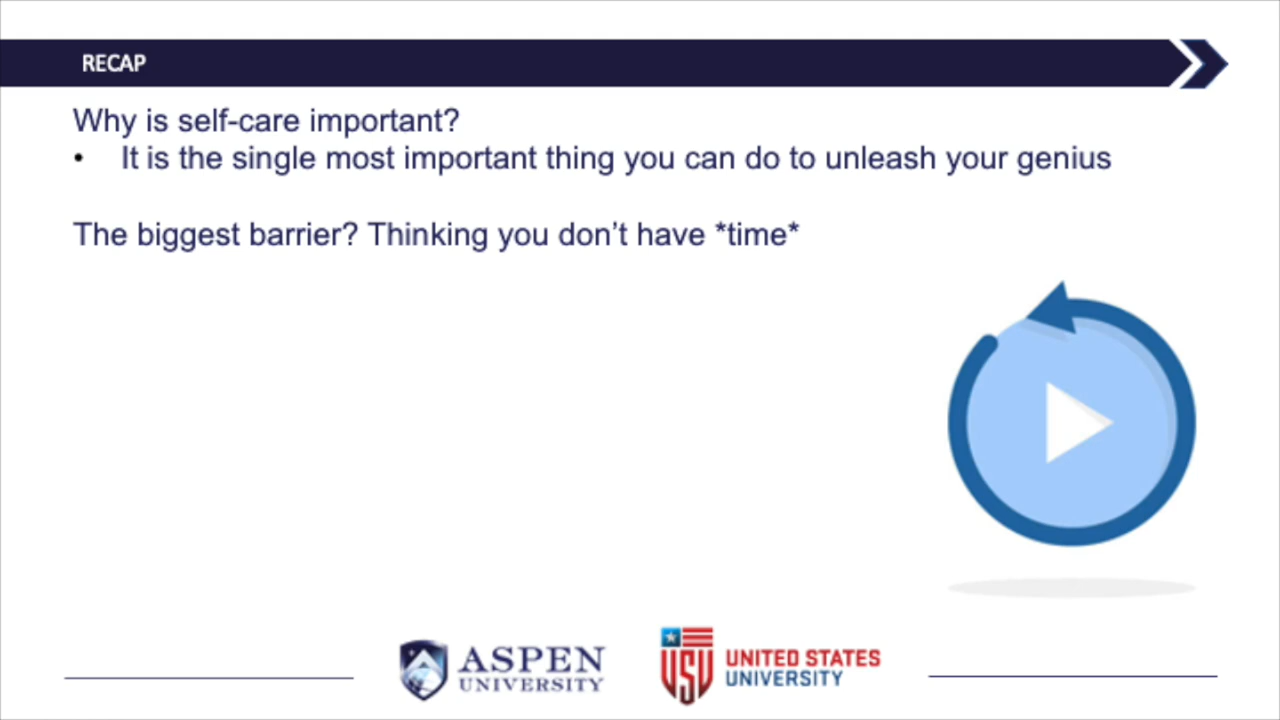 RECAP
Why is self-care important?
• It is the single most important thing you can do to unleash your genius
The biggest barrier? Thinking you don’t have *time*
ASPEN
UNIVERSITY
USU
UNITED STATES
UNIVERSITY